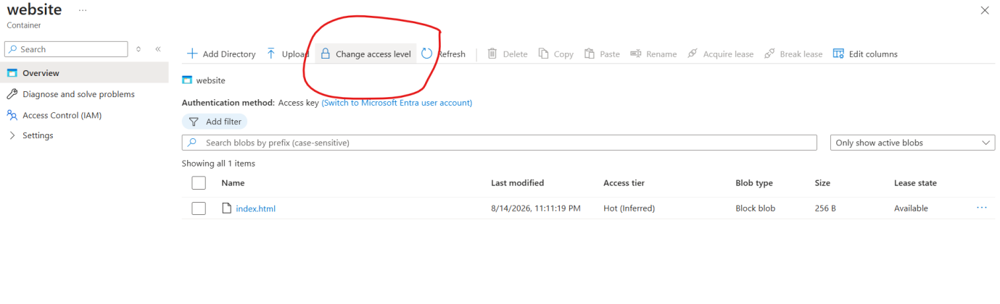 website ...
Container
Search
Overview
Diagnose and solve problems
Access Control (IAM)
Settings
Add Directory Upload Change access level Refresh Delete Copy Paste Rename Acquire lease Break lease Edit columns
website
Authentication method: Access key (Switch to Microsoft Entra user account)
Add filter
Search blobs by prefix (case-sensitive) Only show active blobs
Showing all 1 items
Name Last modified Access tier Blob type Size Lease state
index.html 8/14/2026, 11:11:19 PM Hot (Inferred) Block blob 256 B Available ...